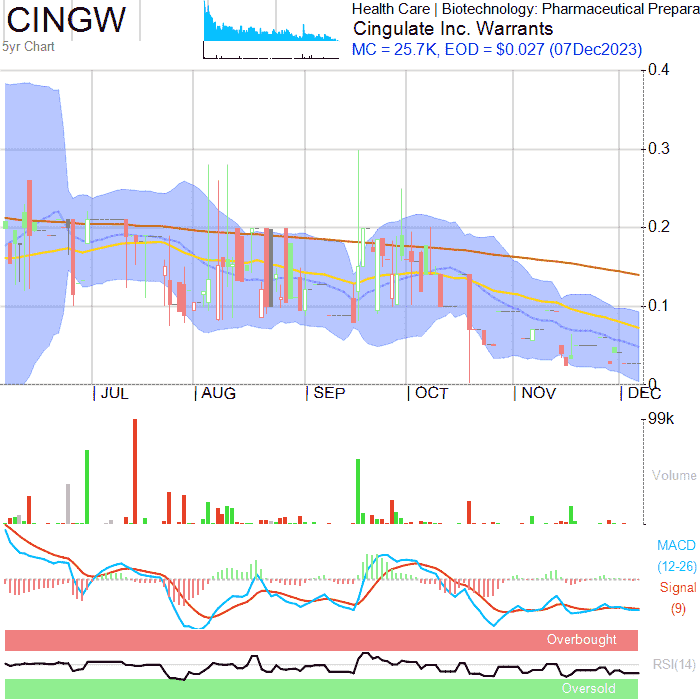 CINGW
5yr Chart
Health Care | Biotechnology: Pharmaceutical Prepara
Cingulate Inc. Warrants
MC = 25.7K, EOD = $0.027 (07Dec2023)
0.4
0.3
0.2
0.1
0
JUL
AUG
SEP
OCT
NOV
DEC
99k
Volume
MACD
(12-26)
Signal
(9)
Overbought
RSI(14)
Oversold